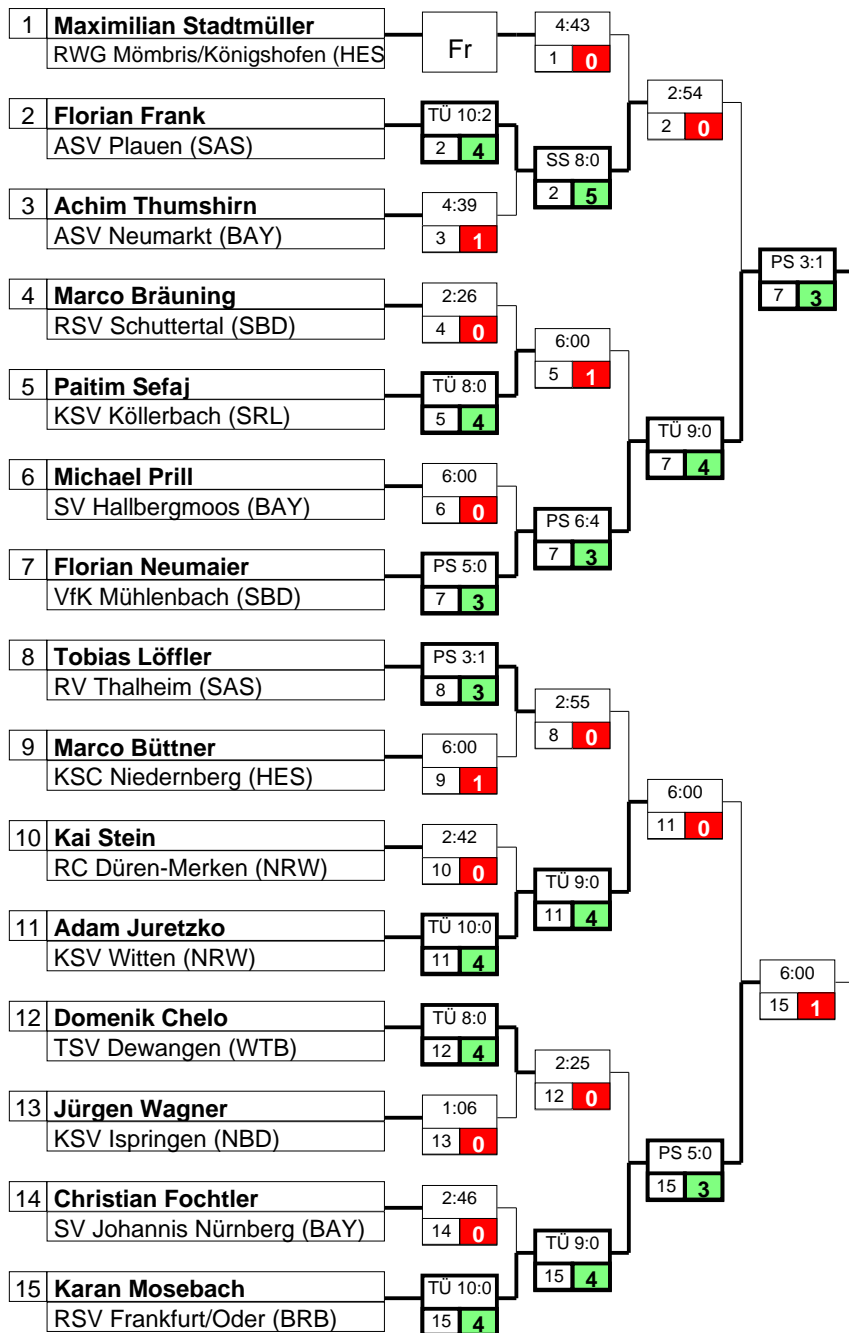 1 Maximilian Stadtmüller
RWG Mömbris/Königshofen (HES
Fr
4:43
1 0
2:54
2 0
2 Florian Frank
ASV Plauen (SAS)
TÜ 10:2
2 4
SS 8:0
2 5
3 Achim Thumshirn
ASV Neumarkt (BAY)
4:39
3 1
PS 3:1
7 3
4 Marco Bräuning
RSV Schuttertal (SBD)
2:26
4 0
6:00
5 1
5 Paitim Sefaj
KSV Köllerbach (SRL)
TÜ 8:0
5 4
TÜ 9:0
7 4
6 Michael Prill
SV Hallbergmoos (BAY)
6:00
6 0
PS 6:4
7 3
7 Florian Neumaier
VfK Mühlenbach (SBD)
PS 5:0
7 3
8 Tobias Löffler
RV Thalheim (SAS)
PS 3:1
8 3
2:55
8 0
9 Marco Büttner
KSC Niedernberg (HES)
6:00
9 1
6:00
11 0
10 Kai Stein
RC Düren-Merken (NRW)
2:42
10 0
TÜ 9:0
11 4
11 Adam Juretzko
KSV Witten (NRW)
TÜ 10:0
11 4
6:00
15 1
12 Domenik Chelo
TSV Dewangen (WTB)
TÜ 8:0
12 4
2:25
12 0
13 Jürgen Wagner
KSV Ispringen (NBD)
1:06
13 0
PS 5:0
15 3
14 Christian Fochtler
SV Johannis Nürnberg (BAY)
2:46
14 0
TÜ 9:0
15 4
15 Karan Mosebach
RSV Frankfurt/Oder (BRB)
TÜ 10:0
15 4